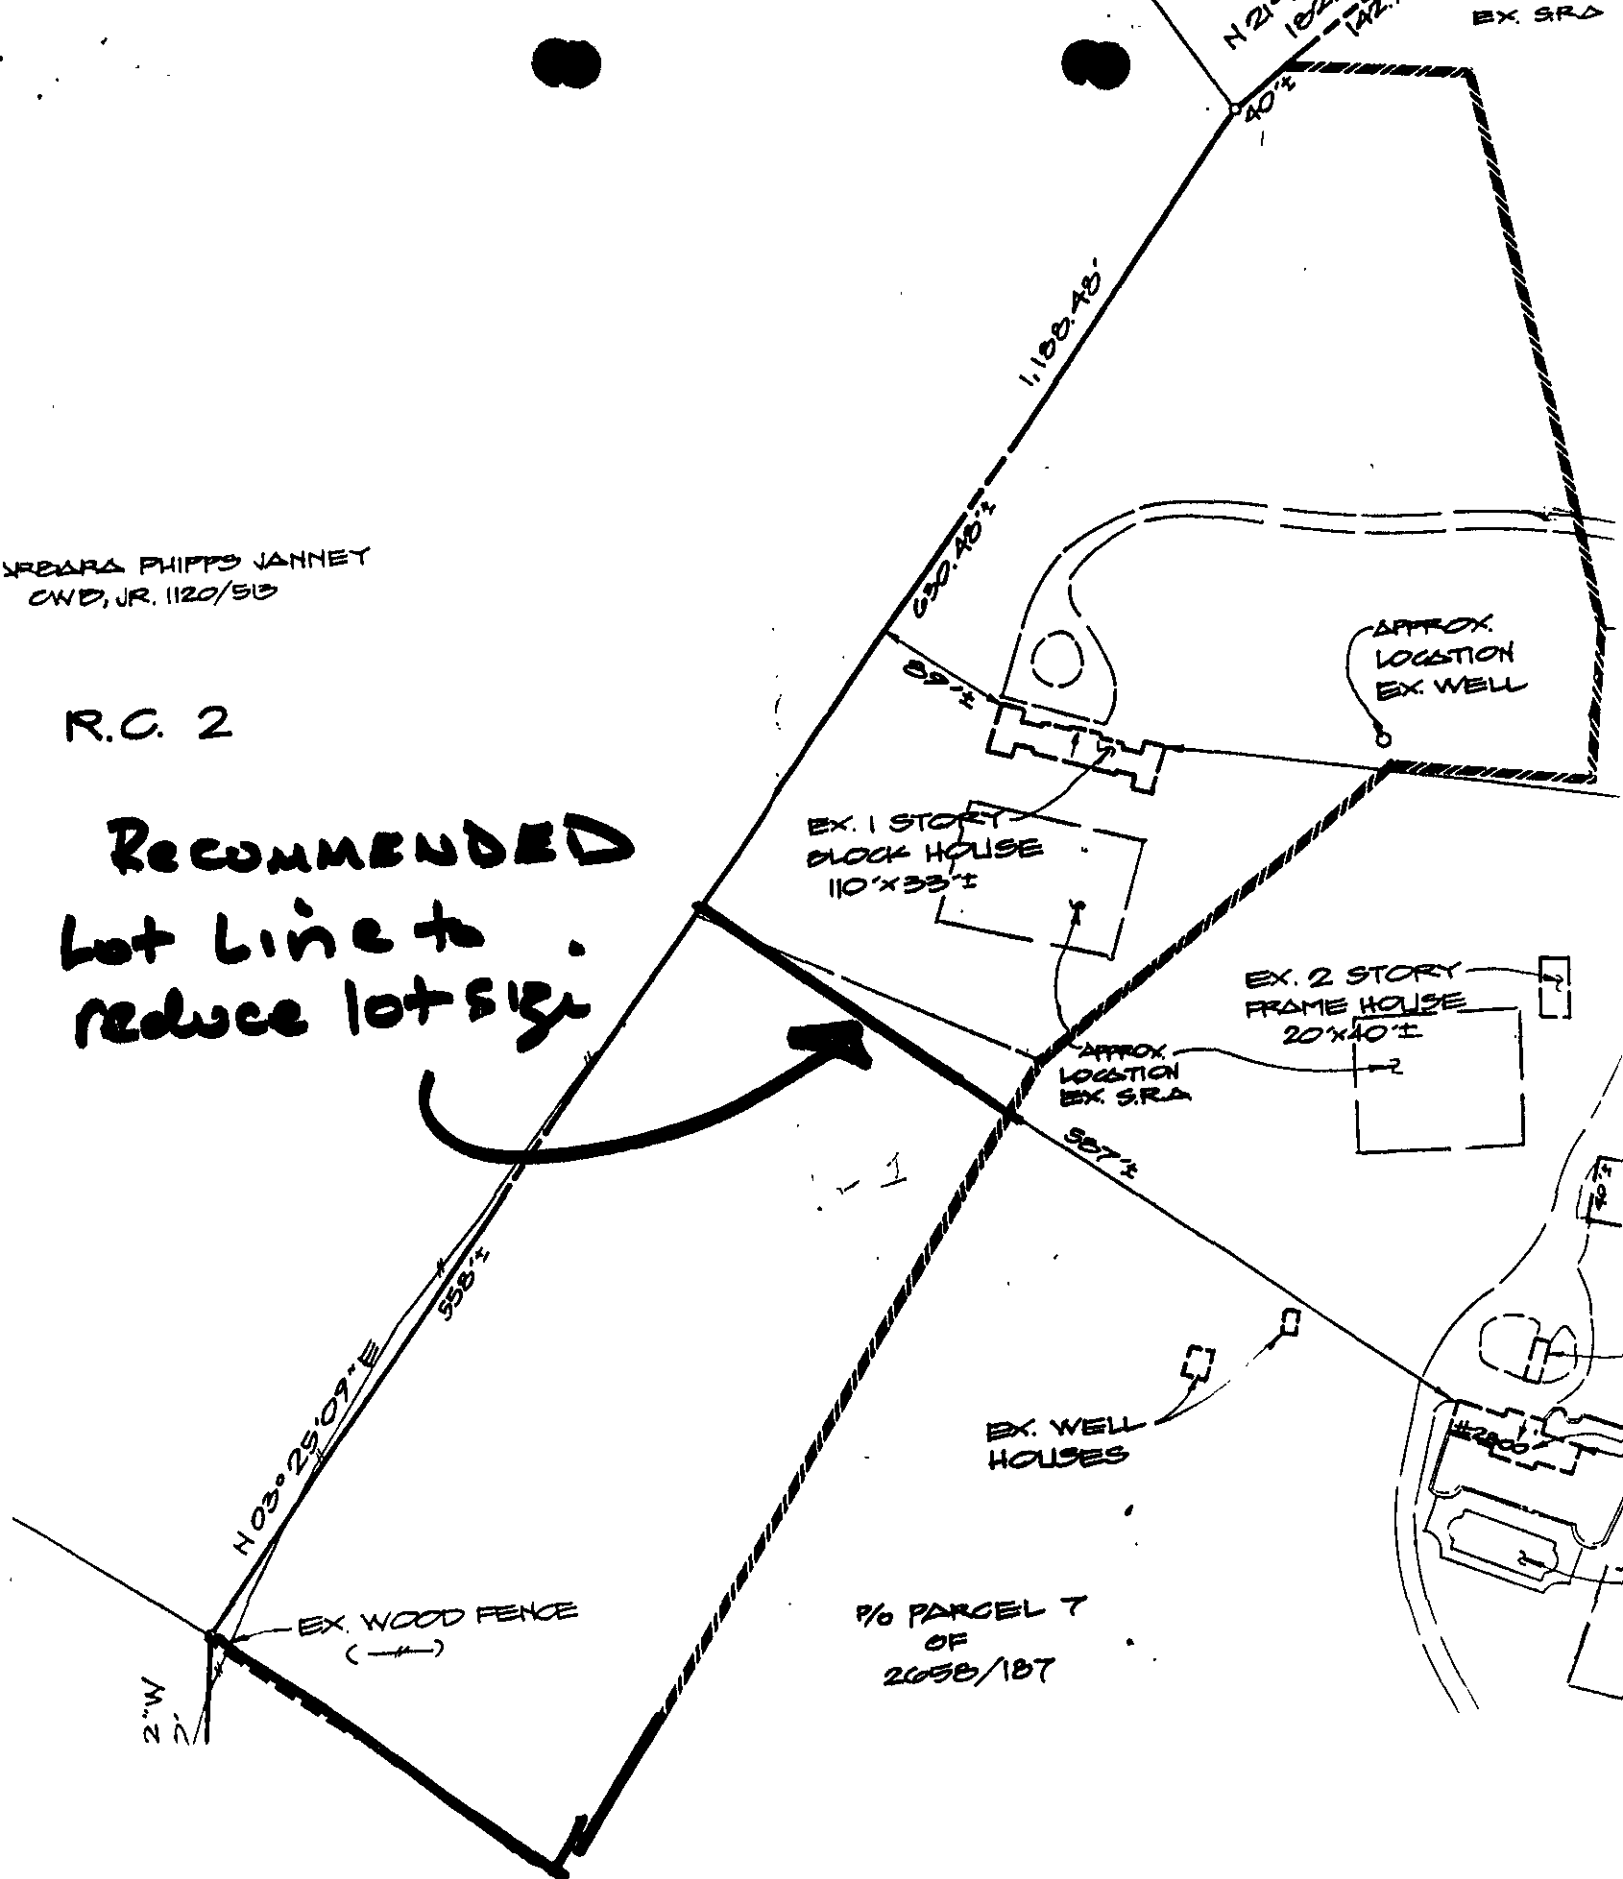 EX. S.R.A
40'±
1,188.48'
630.48'±
PHIPPS JANNEY
CWB, JR. 1120/513
R.C. 2
89'±
APPROX.
LOCATION
EX. WELL
RECOMMENDED
Lot Line to
reduce lot size
EX. 1 STORY
BLOCK HOUSE
110'X33'±
EX. 2 STORY
FRAME HOUSE
20'X40'±
APPROX.
LOCATION
EX. S.R.A
587'±
40'±
558'±
N 03° 25' 09" E
EX. WELL
HOUSES
#2800
EX. WOOD FENCE
P/O PARCEL 7
OF
2658/187
2"W